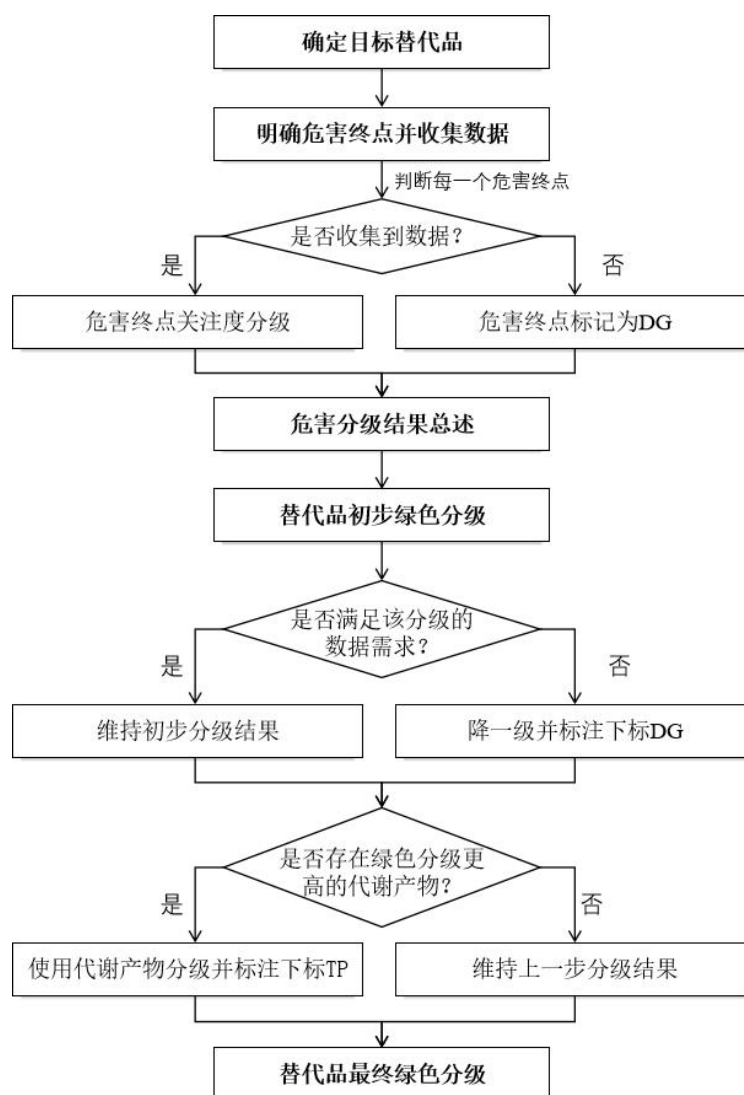 确定目标替代品
明确危害终点并收集数据
判断每一个危害终点
是否收集到数据？
是
否
危害终点关注度分级
危害终点标记为DG
危害分级结果总述
替代品初步绿色分级
是否满足该分级的
数据需求？
是
否
维持初步分级结果
降一级并标注下标DG
是否存在绿色分级更
高的代谢产物？
是
否
使用代谢产物分级并标注下标TP
维持上一步分级结果
替代品最终绿色分级